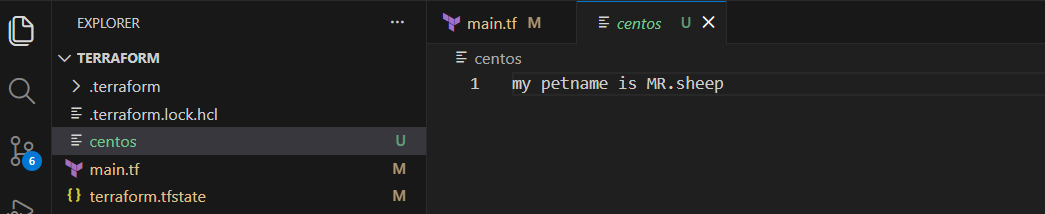 EXPLORER
TERRAFORM
.terraform
.terraform.lock.hcl
centos U
main.tf M
{} terraform.tfstate M
6
main.tf M
centos U
centos
1 my petname is MR.sheep